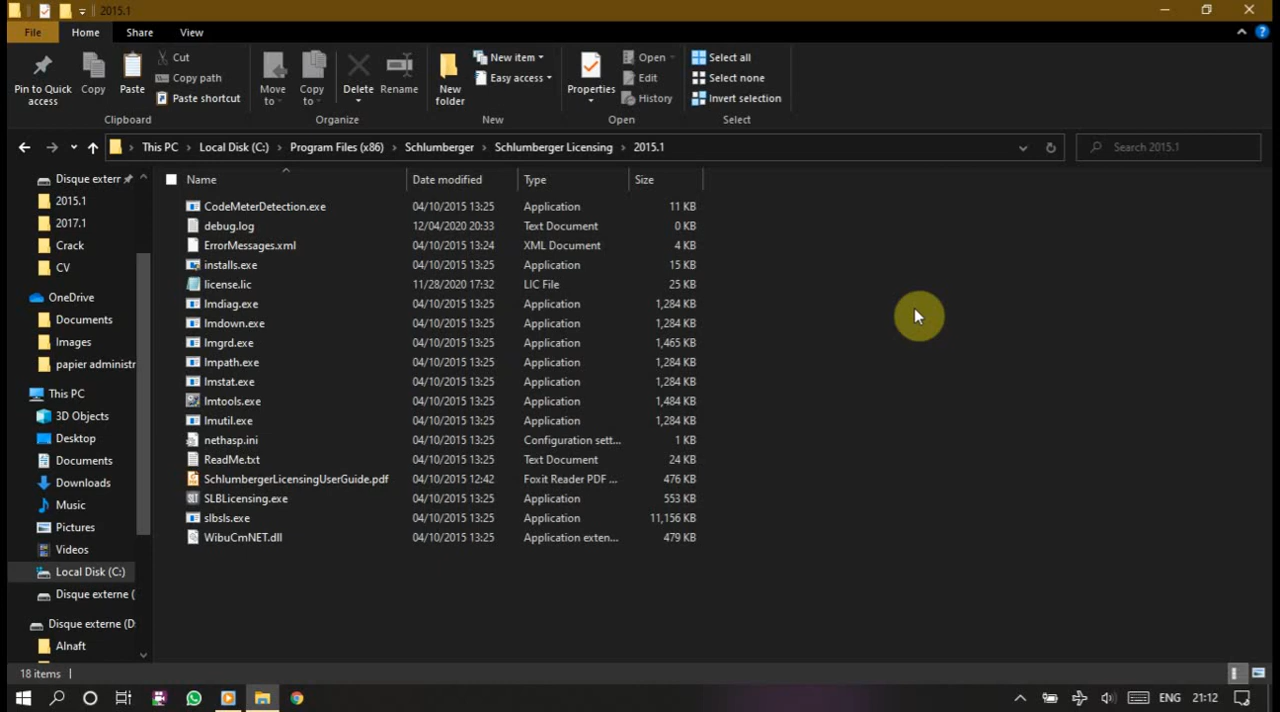 2015.1
File Home Share View
Pin to Quick access
Copy
Paste
Cut
Copy path
Paste shortcut
Clipboard
Move to
Copy to
Delete
Rename
Organize
New folder
New item
Easy access
New
Properties
Open
Edit
History
Open
Select all
Select none
Invert selection
Select
This PC > Local Disk (C:) > Program Files (x86) > Schlumberger > Schlumberger Licensing > 2015.1
Search 2015.1
Disque exterr
2015.1
2017.1
Crack
CV
OneDrive
Documents
Images
papier administr
This PC
3D Objects
Desktop
Documents
Downloads
Music
Pictures
Videos
Local Disk (C:)
Disque externe (
Disque externe (D:
Alnaft
Name Date modified Type Size
CodeMeterDetection.exe 04/10/2015 13:25 Application 11 KB
debug.log 12/04/2020 20:33 Text Document 0 KB
ErrorMessages.xml 04/10/2015 13:24 XML Document 4 KB
installs.exe 04/10/2015 13:25 Application 15 KB
license.lic 11/28/2020 17:32 LIC File 25 KB
lmdiag.exe 04/10/2015 13:25 Application 1,284 KB
lmdown.exe 04/10/2015 13:25 Application 1,284 KB
lmgrd.exe 04/10/2015 13:25 Application 1,465 KB
lmpath.exe 04/10/2015 13:25 Application 1,284 KB
lmstat.exe 04/10/2015 13:25 Application 1,284 KB
lmtools.exe 04/10/2015 13:25 Application 1,484 KB
lmutil.exe 04/10/2015 13:25 Application 1,284 KB
nethasp.ini 04/10/2015 13:25 Configuration sett... 1 KB
ReadMe.txt 04/10/2015 13:25 Text Document 24 KB
SchlumbergerLicensingUserGuide.pdf 04/10/2015 12:42 Foxit Reader PDF ... 476 KB
SLBLicensing.exe 04/10/2015 13:25 Application 553 KB
slbsls.exe 04/10/2015 13:25 Application 11,156 KB
WibuCmNET.dll 04/10/2015 13:25 Application exten... 479 KB
18 items
ENG 21:12